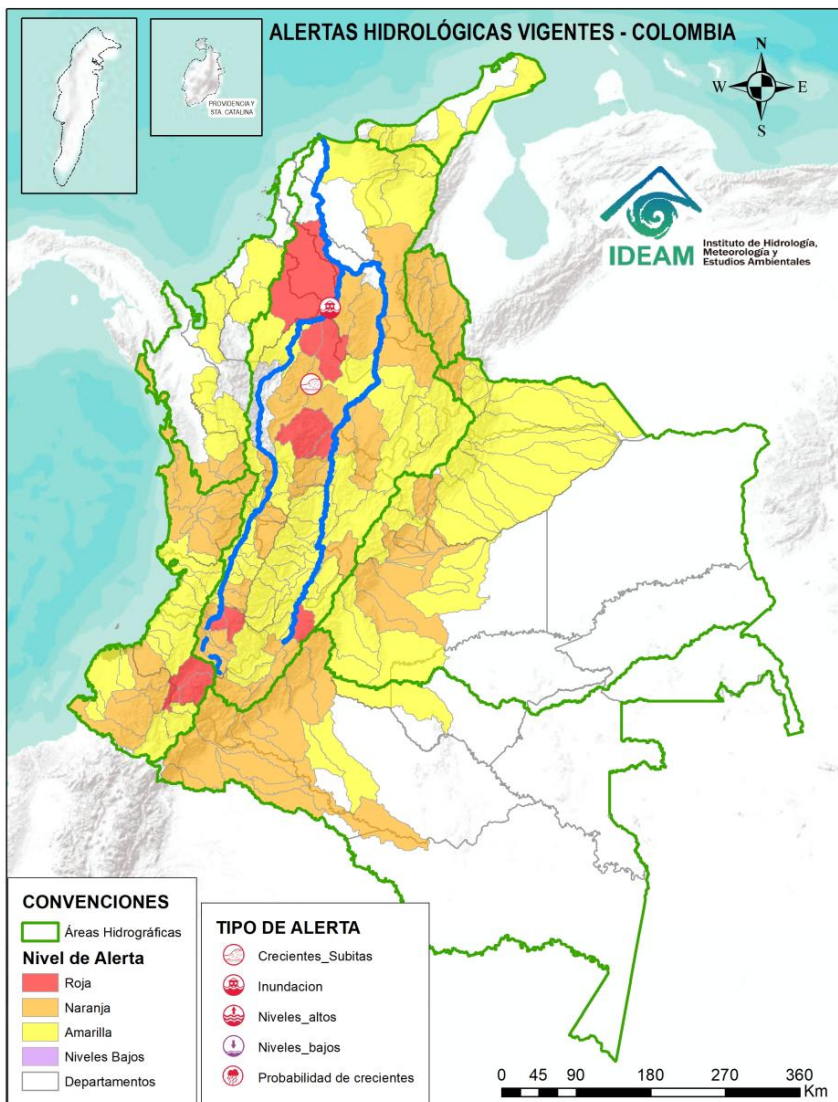 ALERTAS HIDROLÓGICAS VIGENTES - COLOMBIA
PROVIDENCIA Y
STA. CATALINA
N
W
E
S
IDEAM
Instituto de Hidrología,
Meteorología y
Estudios Ambientales
CONVENCIONES
Áreas Hidrográficas
Nivel de Alerta
Roja
Naranja
Amarilla
Niveles Bajos
Departamentos
TIPO DE ALERTA
Crecientes_Subitas
Inundacion
Niveles_altos
Niveles_bajos
Probabilidad de crecientes
0 45 90 180 270 360
Km